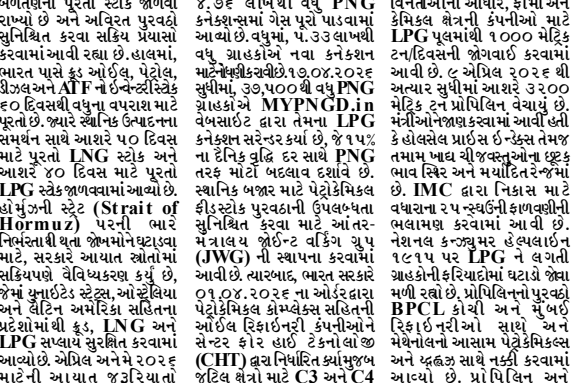 બળતણનો પૂરતો સ્ટોક જાળવી
રાખ્યો છે અને અવિરત પુરવઠો
સુનિશ્ચિત કરવા સક્રિય પ્રયાસો
કરવામાં આવી રહ્યા છે. હાલમાં,
ભારત પાસે ક્રૂડ ઓઈલ, પેટ્રોલ,
ડીઝલ અને ATF નો ઇન્વેન્ટરી સ્ટોક
૬૦ દિવસથી વધુના વપરાશ માટે
પૂરતો છે. જ્યારે સ્થાનિક ઉત્પાદનના
સમર્થન સાથે આશરે ૫૦ દિવસ
માટે પૂરતો LNG સ્ટોક અને
આશરે ૪૦ દિવસ માટે પૂરતો
LPG સ્ટોક જાળવવામાં આવ્યો છે.
હોર્મુઝની સ્ટ્રેટ (Strait of
Hormuz) પરની ભારે
નિર્ભરતાથી થતા જોખમોને ઘટાડવા
માટે, સરકારે આયાત સ્ત્રોતોમાં
સક્રિયપણે વૈવિધ્યકરણ કર્યું છે,
જેમાં યુનાઇટેડ સ્ટેટ્સ, ઓસ્ટ્રેલિયા
અને લેટિન અમેરિકા સહિતના
પ્રદેશોમાંથી ક્રૂડ, LNG અને
LPG સપ્લાય સુરક્ષિત કરવામાં
આવ્યો છે. એપ્રિલ અને મે ૨૦૨૬
માટેની આયાત જરૂરિયાતો
૪.૭૬ લાખથી વધુ PNG
કનેક્શનમાં ગેસ પૂરો પાડવામાં
આવ્યો છે. વધુમાં, ૫.૩૩ લાખથી
વધુ ગ્રાહકોએ નવા કનેક્શન
માટે નોંધણી કરાવી છે. ૧૭.૦૪.૨૦૨૬
સુધીમાં, ૩૭,૫૦૦ થી વધુ PNG
ગ્રાહકોએ MYPNGD.in
વેબસાઈટ દ્વારા તેમના LPG
કનેક્શન સરેન્ડર કર્યા છે, જે ૧૫%
ના દૈનિક વૃદ્ધિ દર સાથે PNG
તરફ મોટો બદલાવ દર્શાવે છે.
સ્થાનિક બજાર માટે પેટ્રોકેમિકલ
ફીડસ્ટોક પુરવઠાની ઉપલબ્ધતા
સુનિશ્ચિત કરવા માટે આંતર-
મંત્રાલય જોઈન્ટ વર્કિંગ ગ્રુપ
(JWG) ની સ્થાપના કરવામાં
આવી છે. ત્યારબાદ, ભારત સરકારે
૦૧.૦૪.૨૦૨૬ ના ઓર્ડર દ્વારા
પેટ્રોકેમિકલ કોમ્પ્લેક્સ સહિતની
ઓઈલ રિફાઇનરી કંપનીઓને
સેન્ટર ફોર હાઈ ટેકનોલોજી
(CHT) દ્વારા નિર્ધારિત કર્યા મુજબ
જટિલ ક્ષેત્રો માટે C3 અને C4
વિનંતીઓના આધારે, ફાર્મા અને
કેમિકલ ક્ષેત્રની કંપનીઓ માટે
LPG પૂલમાંથી ૧૦૦૦ મેટ્રિક
ટન/દિવસની જોગવાઈ કરવામાં
આવી છે. ૯ એપ્રિલ ૨૦૨૬ થી
અત્યાર સુધીમાં આશરે ૩૨૦૦
મેટ્રિક ટન પ્રોપિલિન વેચાયું છે.
મંત્રીઓને જાણ કરવામાં આવી હતી
કે હોલસેલ પ્રાઇસ ઇન્ડેક્સ તેમજ
તમામ ખાદ્ય ચીજવસ્તુઓના છૂટક
ભાવ સ્થિર અને મર્યાદિત રેન્જમાં
છે. IMC દ્વારા નિકાસ માટે
વધારાના ૨૫ ની ફાળવણીની
ભલામણ કરવામાં આવી છે.
નેશનલ કન્ઝ્યુમર હેલ્પલાઈન
૧૯૧૫ પર LPG ને લગતી
ગ્રાહકોની ફરિયાદોમાં ઘટાડો જોવા
મળી રહ્યો છે. પ્રોપિલિનનો પુરવઠો
BPCL કોચી અને મુંબઈ
રિફાઇનરીઓ સાથે અને
મેથેનોલનો આસામ પેટ્રોકેમિકલ્સ
અને સાથે નક્કી કરવામાં
આવ્યો છે. પ્રોપિલિન અને